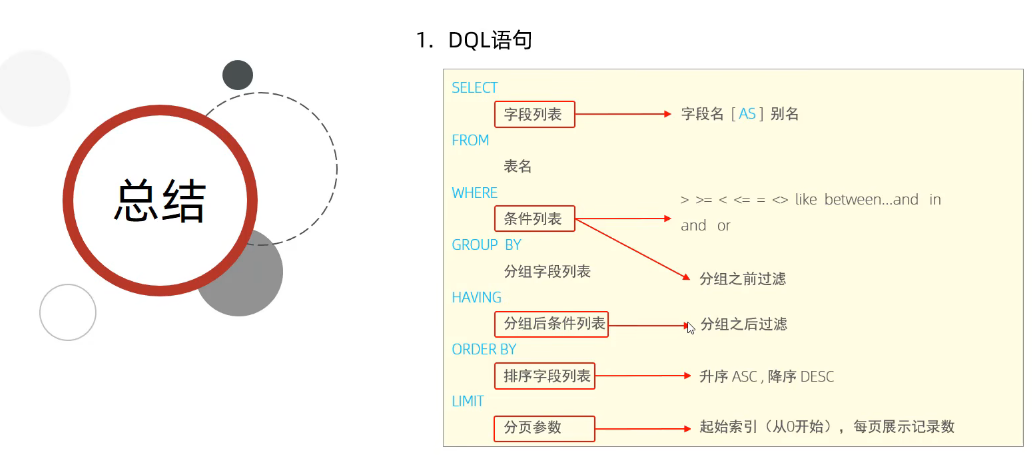 总结
1. DQL语句
SELECT
字段列表 字段名 [ AS ] 别名
FROM
表名
WHERE
条件列表 > >= < <= = <> like between...and in
and or
GROUP BY
分组字段列表 分组之前过滤
HAVING
分组后条件列表 分组之后过滤
ORDER BY
排序字段列表 升序 ASC , 降序 DESC
LIMIT
分页参数 起始索引（从0开始），每页展示记录数